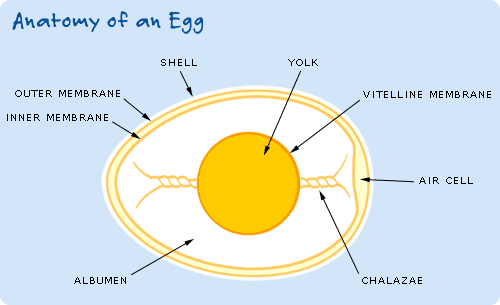 Anatomy of an Egg
SHELL
YOLK
OUTER MEMBRANE
VITELLINE MEMBRANE
INNER MEMBRANE
AIR CELL
ALBUMEN
CHALAZAE